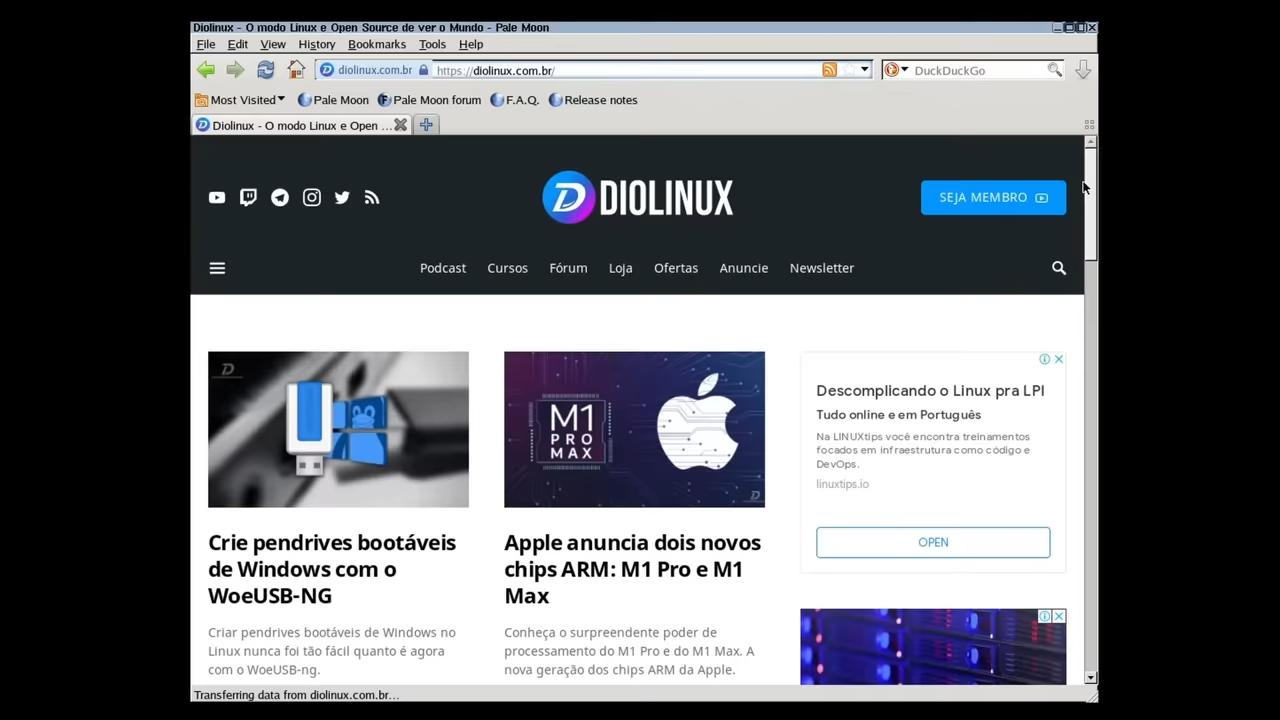 Diolinux - O modo Linux e Open Source de ver o Mundo - Pale Moon
File Edit View History Bookmarks Tools Help
diolinux.com.br https://diolinux.com.br/ DuckDuckGo
Most Visited Pale Moon Pale Moon forum F.A.Q. Release notes
Diolinux - O modo Linux e Open ...
DIOLINUX
SEJA MEMBRO
Podcast Cursos Fórum Loja Ofertas Anuncie Newsletter
M1
PRO
MAX
Crie pendrives bootáveis
de Windows com o
WoeUSB-NG
Criar pendrives bootáveis de Windows no
Linux nunca foi tão fácil quanto é agora
com o WoeUSB-ng.
Apple anuncia dois novos
chips ARM: M1 Pro e M1
Max
Conheça o surpreendente poder de
processamento do M1 Pro e do M1 Max. A
nova geração dos chips ARM da Apple.
Descomplicando o Linux pra LPI
Tudo online e em Português
Na LINUXtips você encontra treinamentos
focados em infraestrutura como código e
DevOps.
linuxtips.io
OPEN
Transferring data from diolinux.com.br...